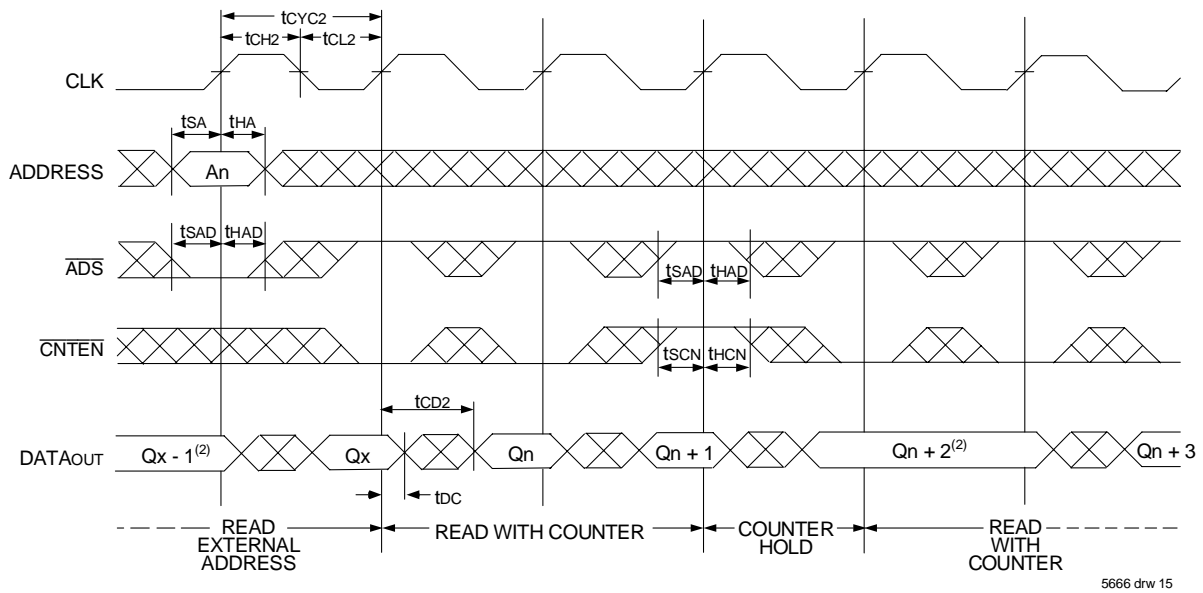 tCYC2
tCH2 tCL2
CLK
tSA tHA
ADDRESS An
tSAD tHAD
ADS
tSAD tHAD
CNTEN
tSCN tHCN
tCD2
DATAOUT Qx - 1(2) Qx Qn Qn + 1 Qn + 2(2) Qn + 3
tDC
READ EXTERNAL ADDRESS
READ WITH COUNTER
COUNTER HOLD
READ WITH COUNTER
5666 drw 15